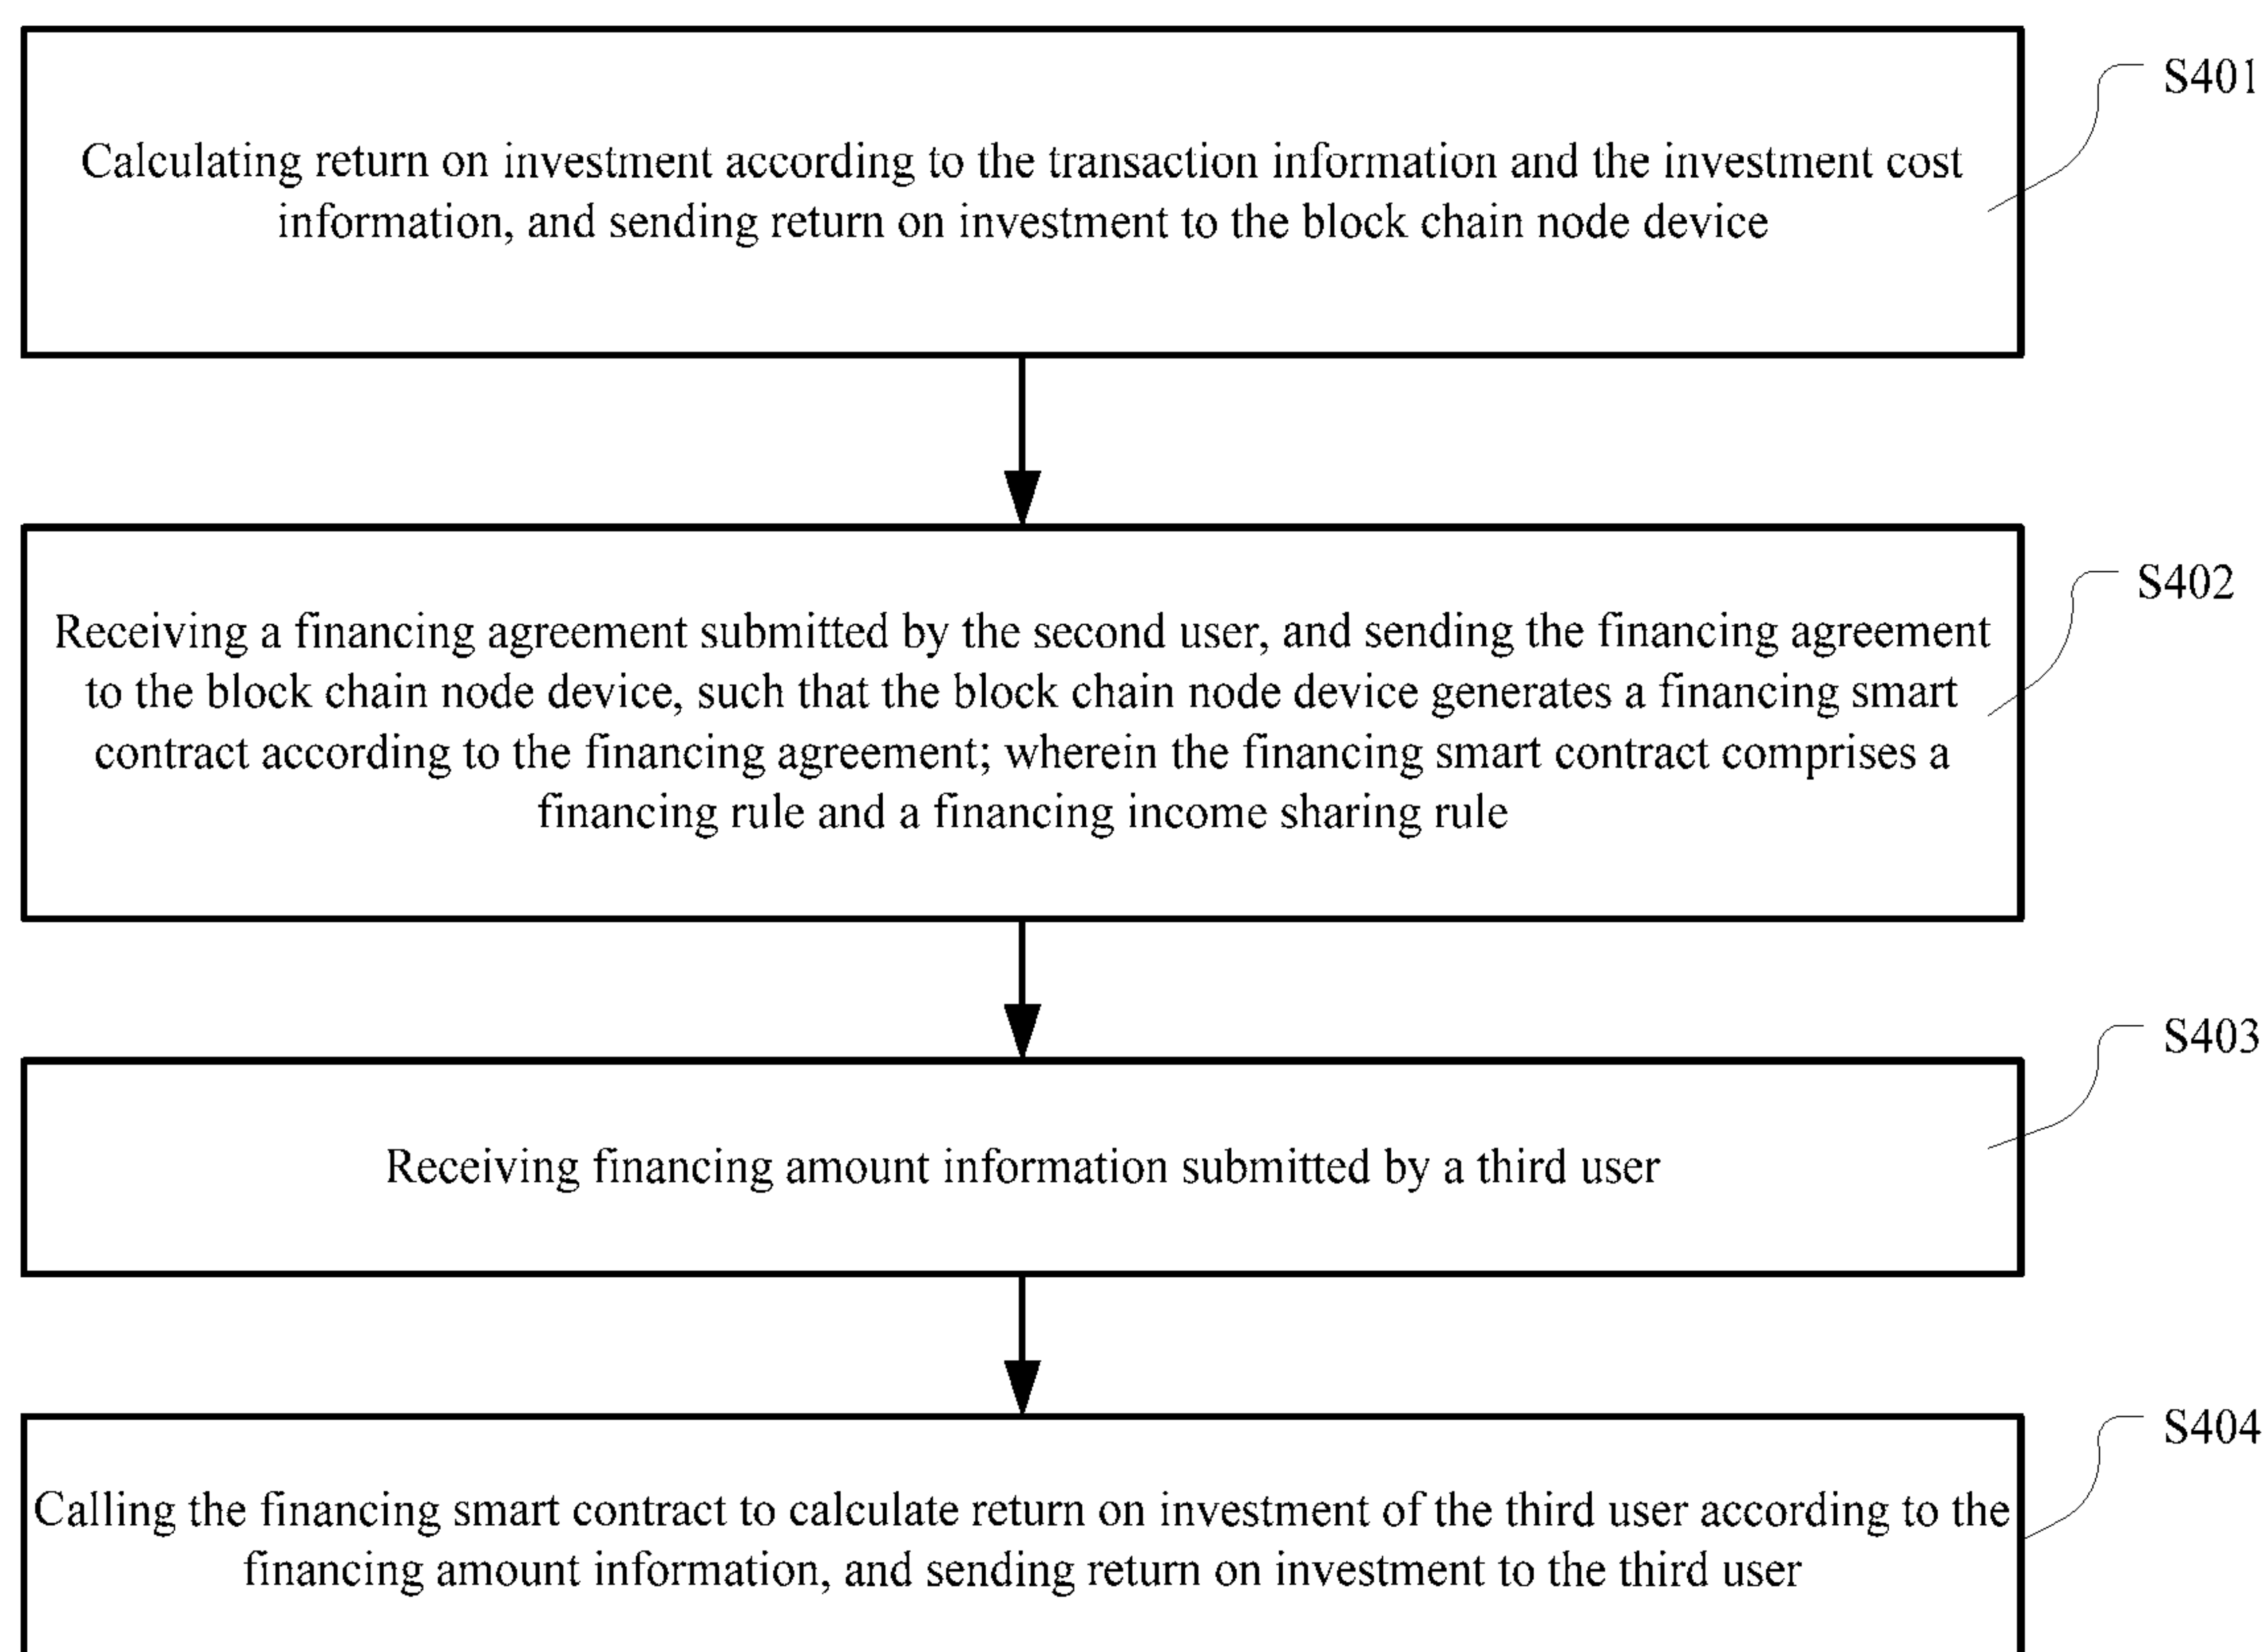 S401
Calculating return on investment according to the transaction information and the investment cost
information, and sending return on investment to the block chain node device
S402
Receiving a financing agreement submitted by the second user, and sending the financing agreement
to the block chain node device, such that the block chain node device generates a financing smart
contract according to the financing agreement; wherein the financing smart contract comprises a
financing rule and a financing income sharing rule
S403
Receiving financing amount information submitted by a third user
S404
Calling the financing smart contract to calculate return on investment of the third user according to the
financing amount information, and sending return on investment to the third user